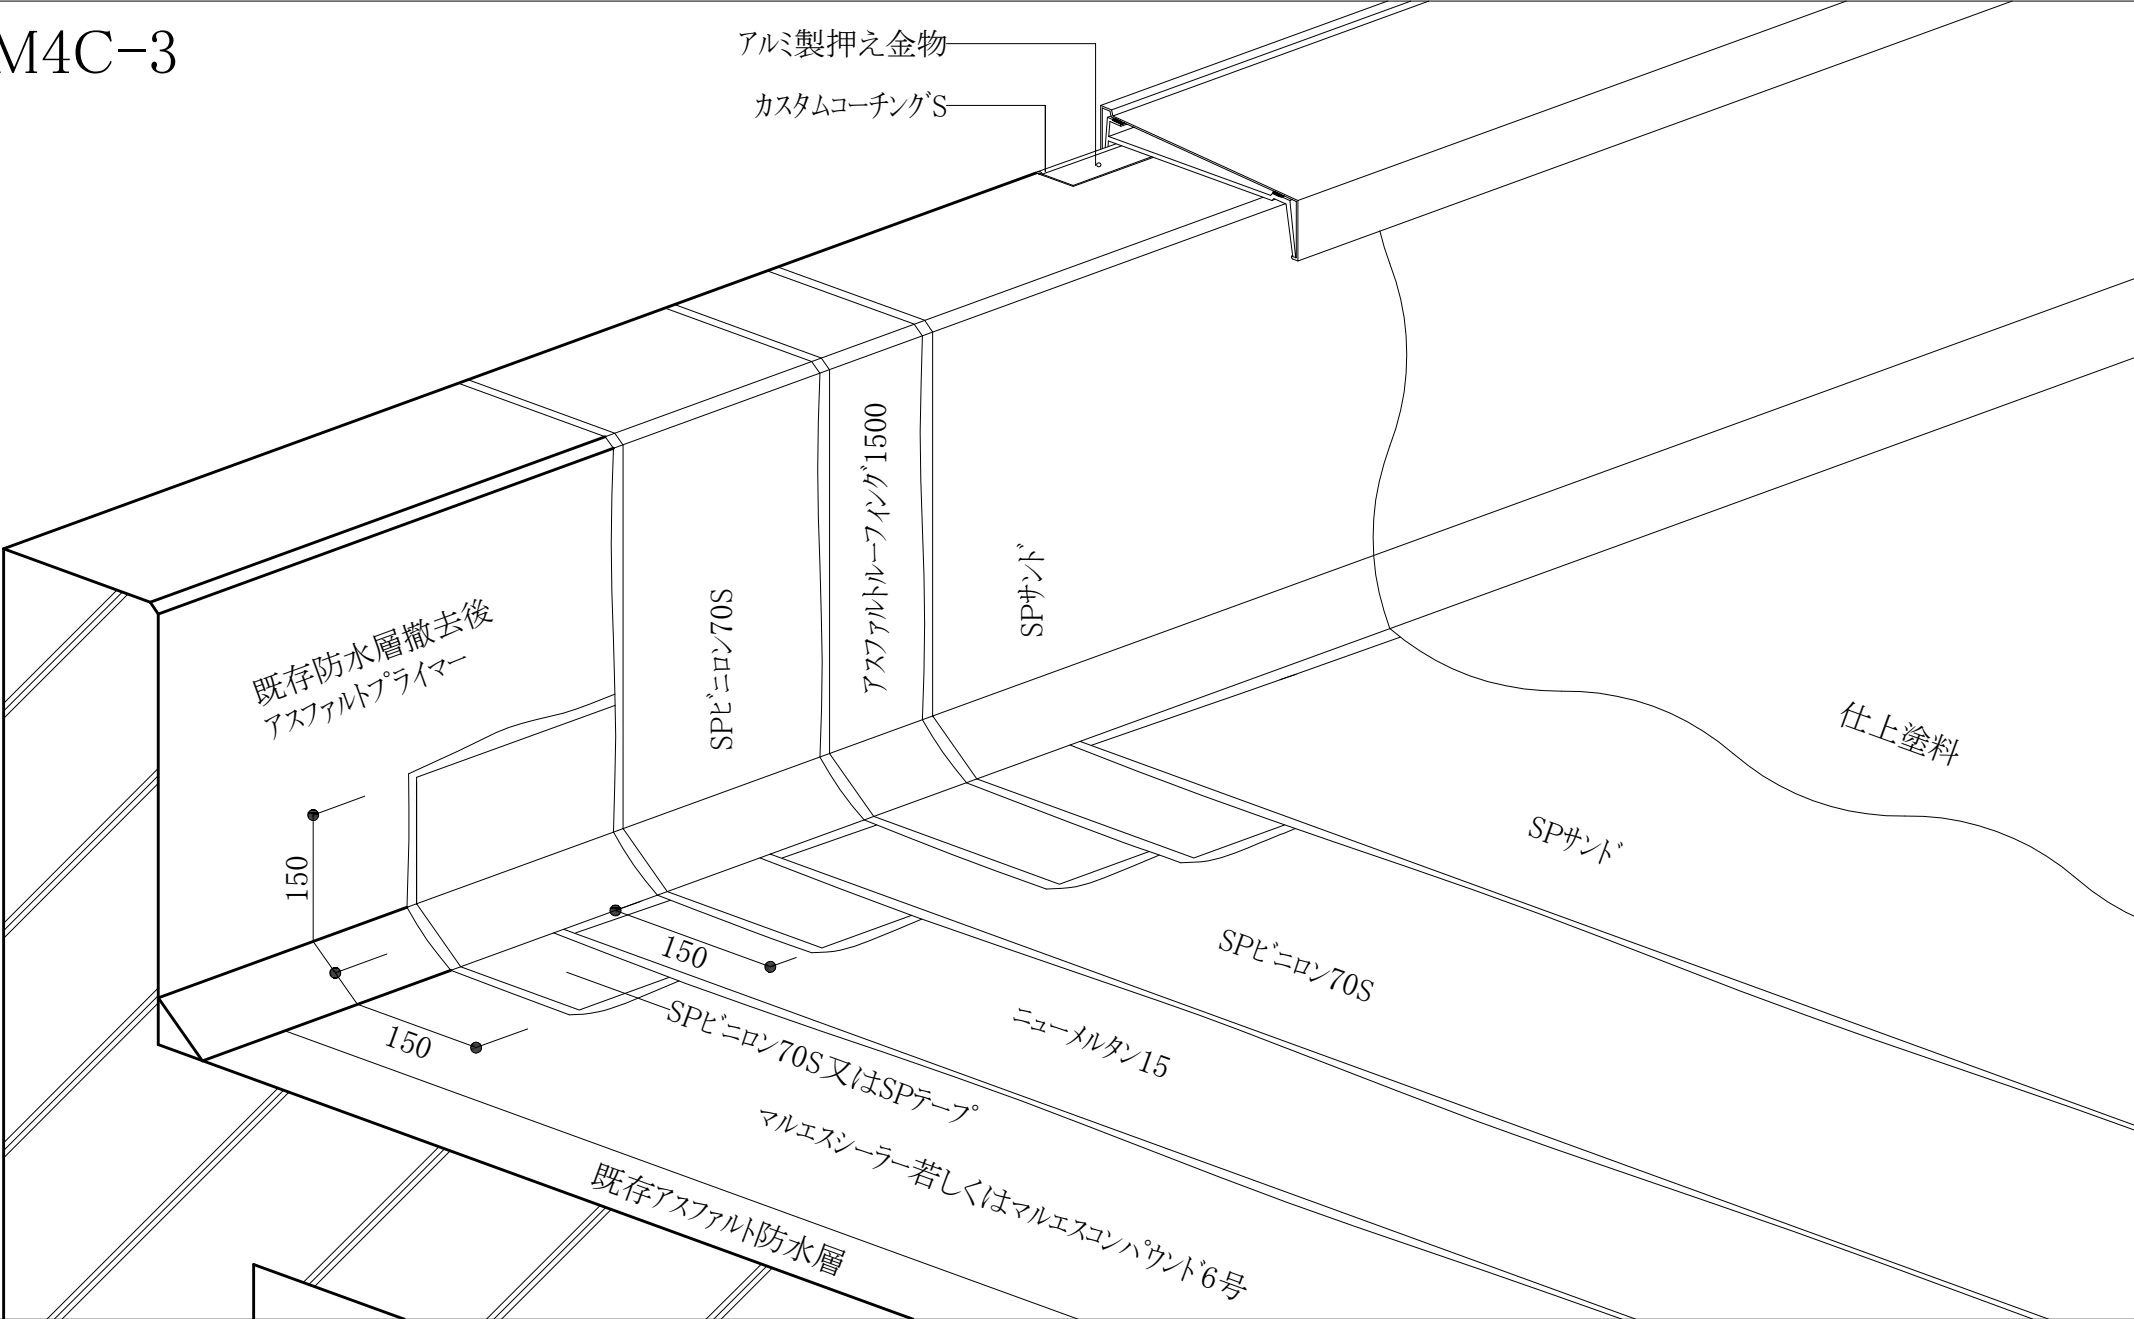 M4C-3
アルミ製押え金物
カスタムコーチングS
アスファルトルーフィング1500
SPサンド
SPビニロン70S
既存防水層撤去後
アスファルトプライマー
150
150
150
仕上塗料
SPサンド
SPビニロン70S
ニューメルタン15
SPビニロン70S又はSPテープ
マルエスシーラー若しくはマルエスコンパウンド6号
既存アスファルト防水層